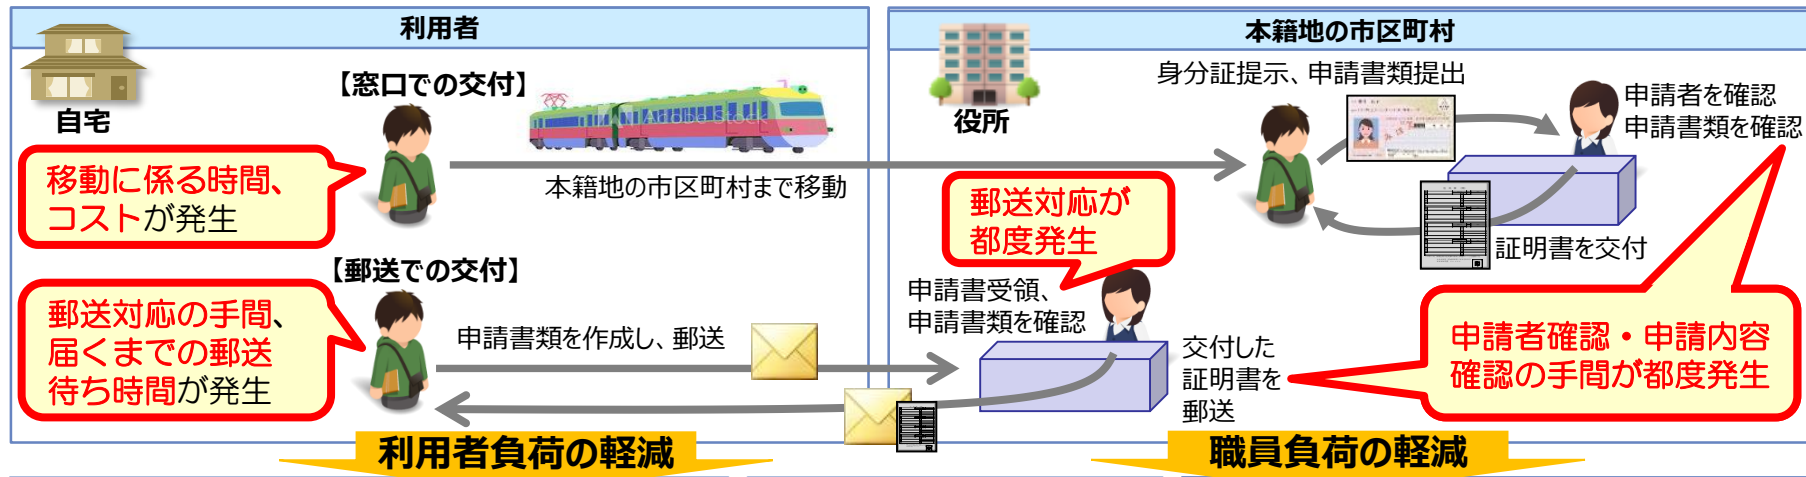 利用者
自宅
【窓口での交付】
Adobe Stock
移動に係る時間、
コストが発生
本籍地の市区町村まで移動
【郵送での交付】
郵送対応の手間、
届くまでの郵送
待ち時間が発生
申請書類を作成し、郵送
本籍地の市区町村
役所
身分証提示、申請書類提出
申請者を確認
申請書類を確認
証明書を交付
郵送対応が
都度発生
申請書受領、
申請書類を確認
交付した
証明書を
郵送
申請者確認・申請内容
確認の手間が都度発生
利用者負荷の軽減
職員負荷の軽減